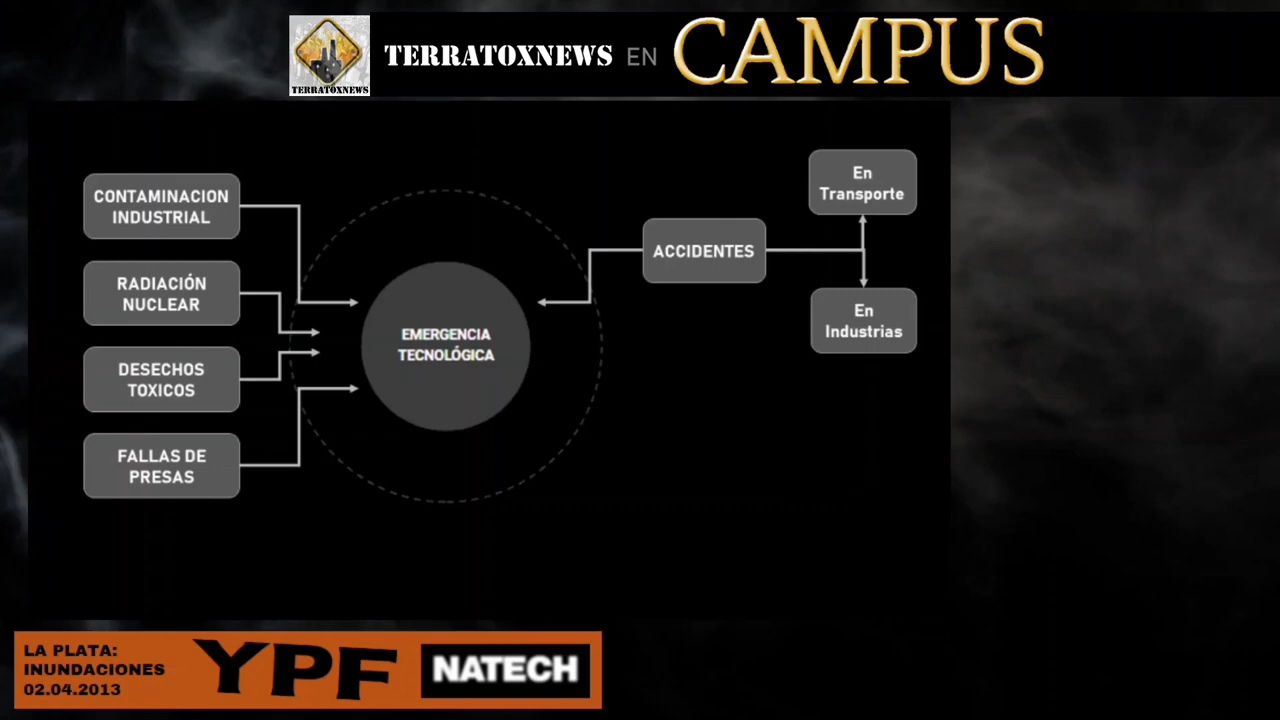 TERRATOXNEWS
TERRATOXNEWS EN CAMPUS
CONTAMINACION
INDUSTRIAL
RADIACIÓN
NUCLEAR
DESECHOS
TOXICOS
FALLAS DE
PRESAS
EMERGENCIA
TECNOLÓGICA
ACCIDENTES
En
Transporte
En
Industrias
LA PLATA:
INUNDACIONES
02.04.2013
YPF
NATECH